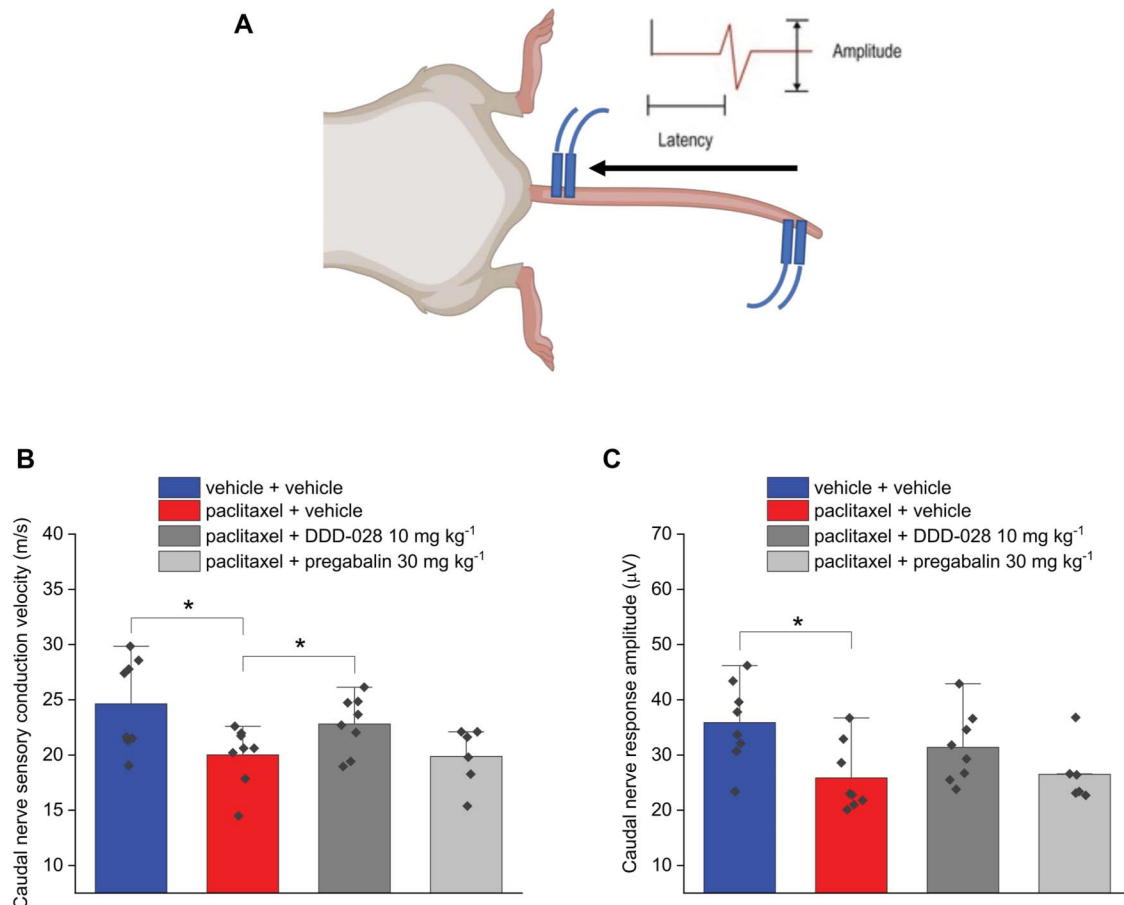 A
Amplitude
Latency
B
vehicle + vehicle
paclitaxel + vehicle
paclitaxel + DDD-028 10 mg kg⁻¹
paclitaxel + pregabalin 30 mg kg⁻¹
Caudal nerve sensory conduction velocity (m/s)
40
35
30
25
20
15
10
*
*
C
vehicle + vehicle
paclitaxel + vehicle
paclitaxel + DDD-028 10 mg kg⁻¹
paclitaxel + pregabalin 30 mg kg⁻¹
Caudal nerve response amplitude (μV)
70
60
50
40
30
20
10
*